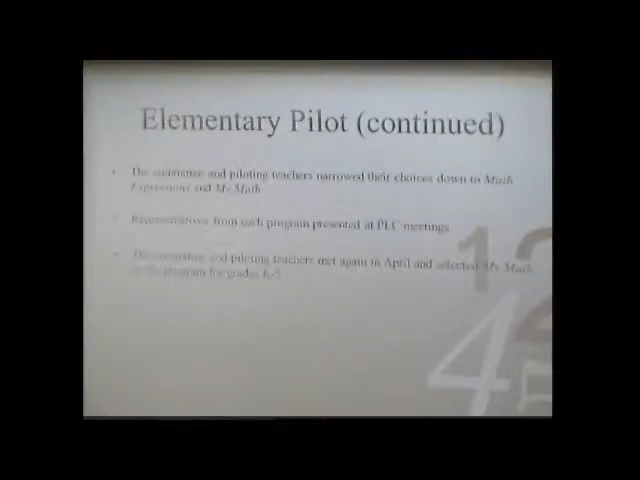 Elementary Pilot (continued)
The committee and piloting teachers narrowed their choices down to Math
Expressions and My Math
Representatives from each program presented at PLC meetings
The committee and piloting teachers met again in April and selected My Math
program for grades K-5
12
4